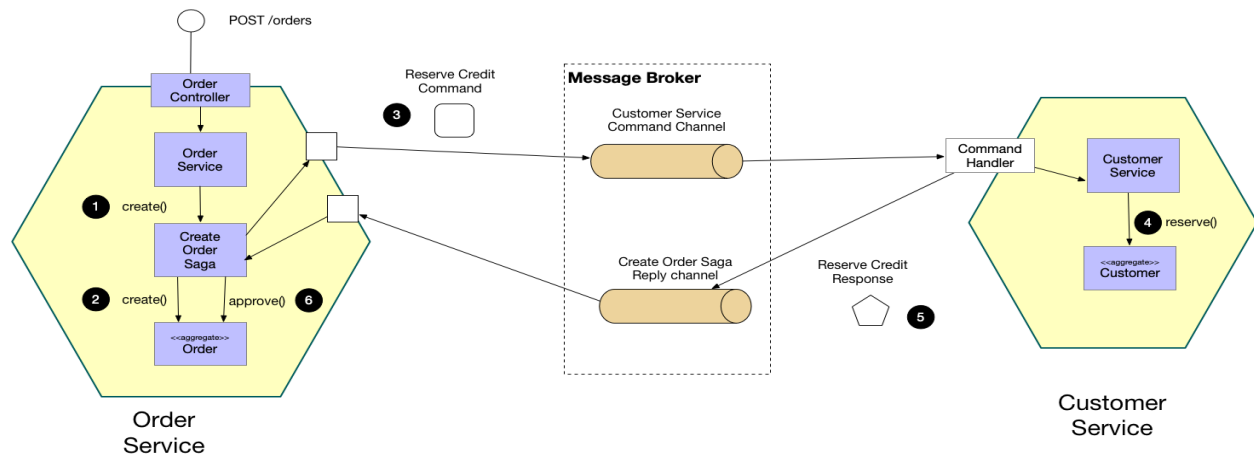 POST /orders
Order
Controller
Order
Service
1
create()
Create
Order
Saga
2
create()
approve()
6
<<aggregate>>
Order
Order
Service
Reserve Credit
Command
3
Message Broker
Customer Service
Command Channel
Create Order Saga
Reply channel
Reserve Credit
Response
5
Command
Handler
Customer
Service
4
reserve()
<<aggregate>>
Customer
Customer
Service